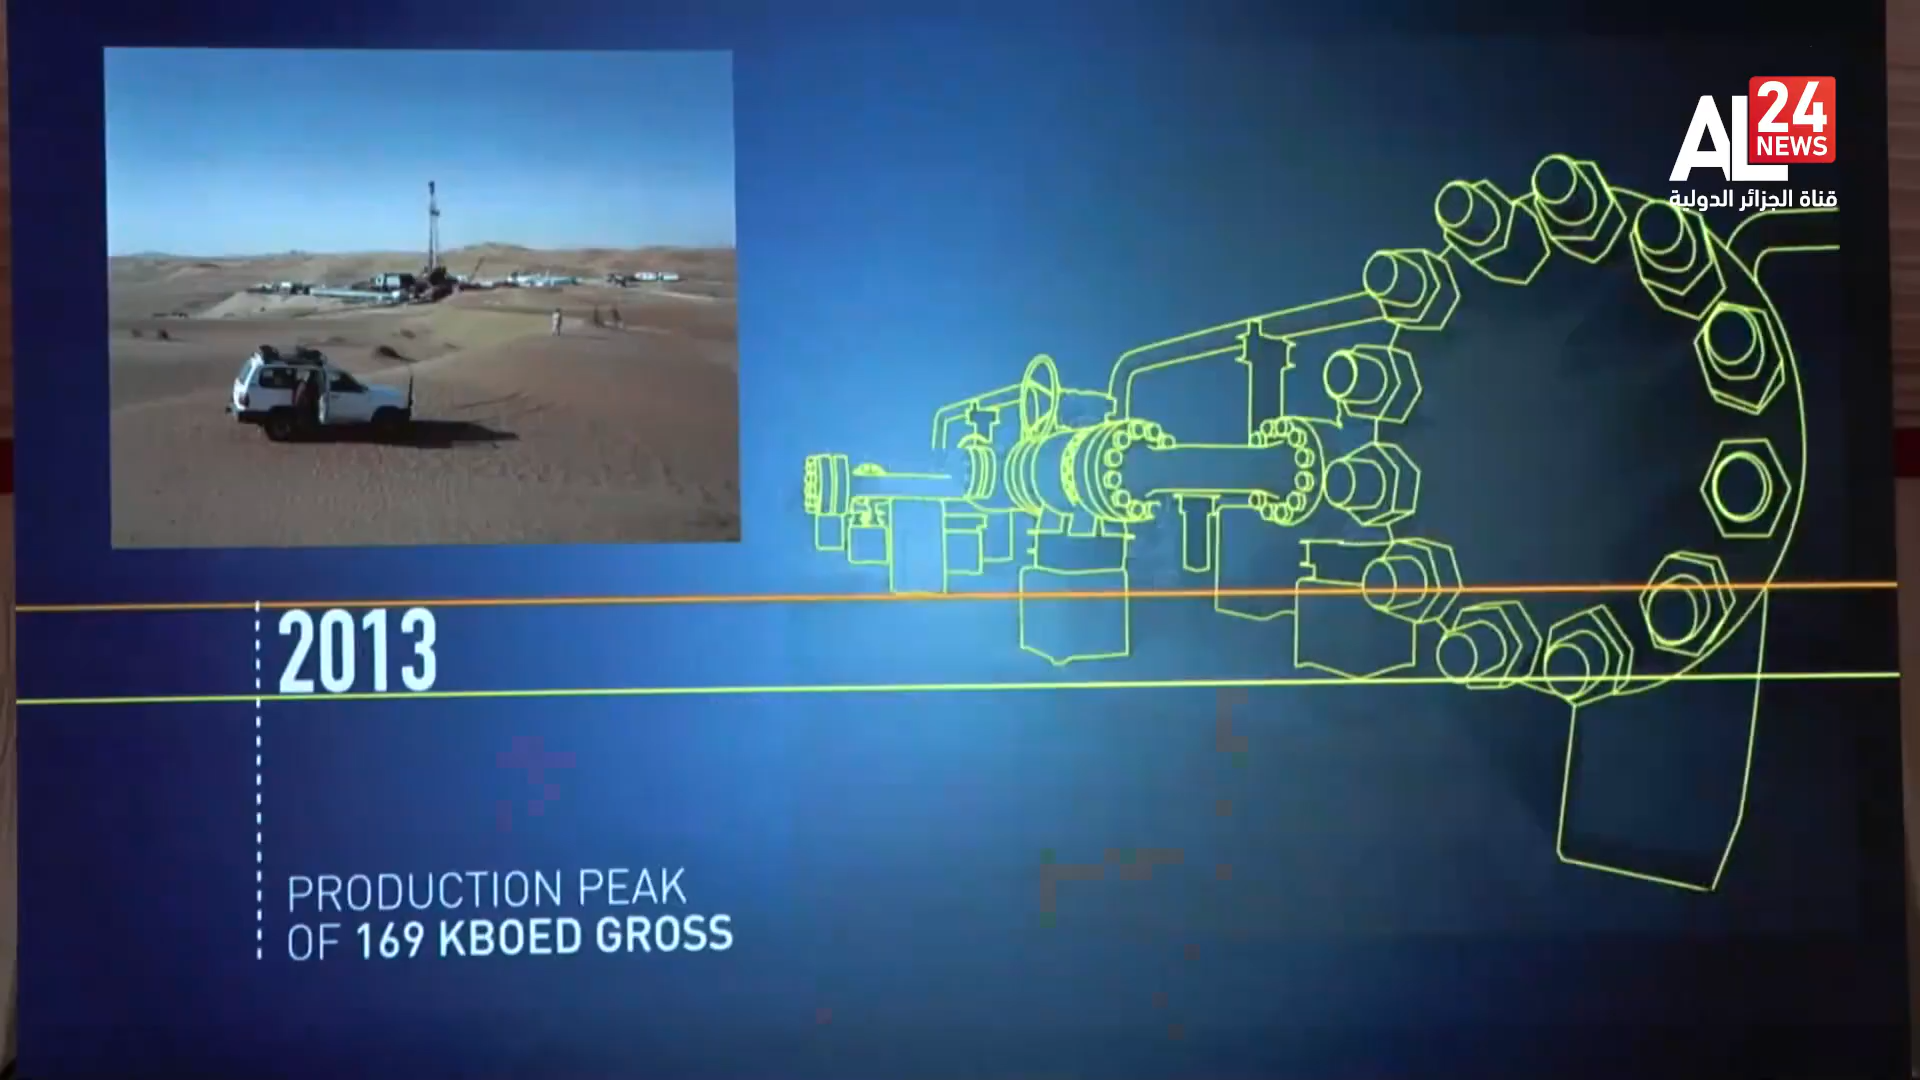 AL
24
NEWS
قناة الجزائر الدولية
2013
PRODUCTION PEAK
OF 169 KBOED GROSS